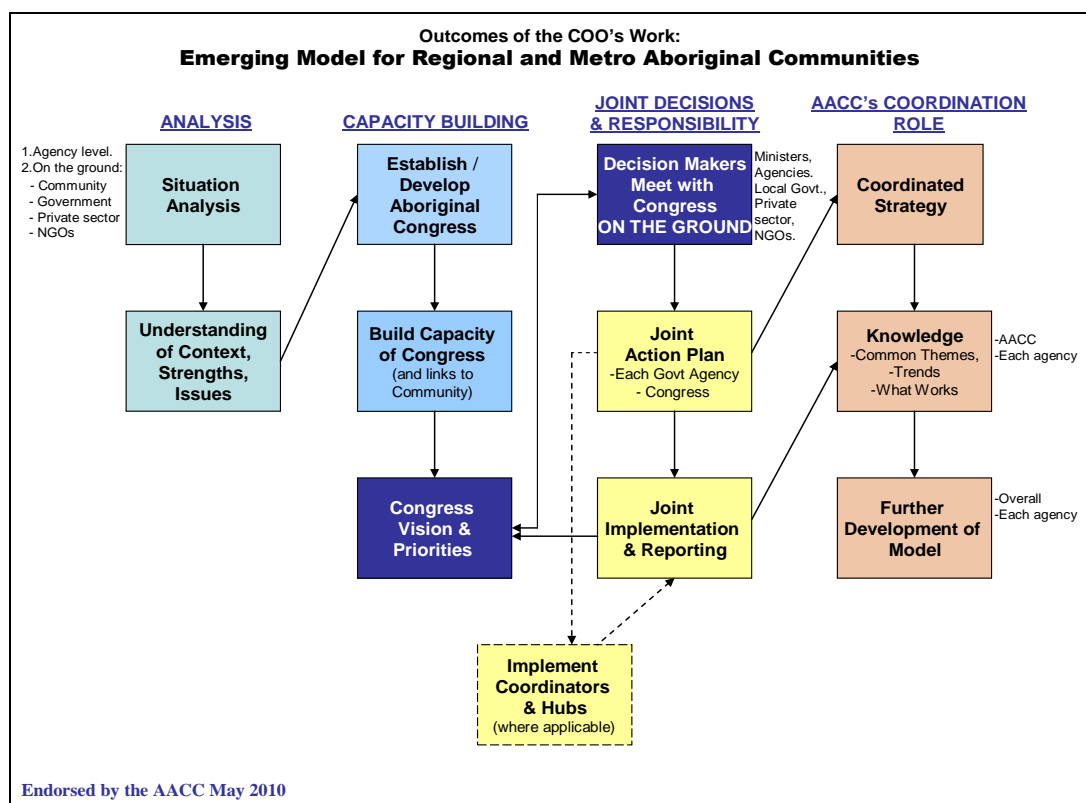 Outcomes of the COO's Work:
Emerging Model for Regional and Metro Aboriginal Communities
ANALYSIS
1.Agency level.
2.On the ground:
- Community
- Government
- Private sector
- NGOs
Situation
Analysis
Understanding
of Context,
Strengths,
Issues
CAPACITY BUILDING
Establish /
Develop
Aboriginal
Congress
Build Capacity
of Congress
(and links to
Community)
Congress
Vision &
Priorities
JOINT DECISIONS
& RESPONSIBILITY
Decision Makers
Meet with
Congress
ON THE GROUND
Ministers,
Agencies.
Local Govt.,
Private
sector,
NGOs.
Joint
Action Plan
-Each Govt Agency
- Congress
Joint
Implementation
& Reporting
Implement
Coordinators
& Hubs
(where applicable)
AACC's COORDINATION
ROLE
Coordinated
Strategy
Knowledge
-Common Themes,
-Trends
-What Works
-AACC
-Each agency
Further
Development of
Model
-Overall
-Each agency
Endorsed by the AACC May 2010